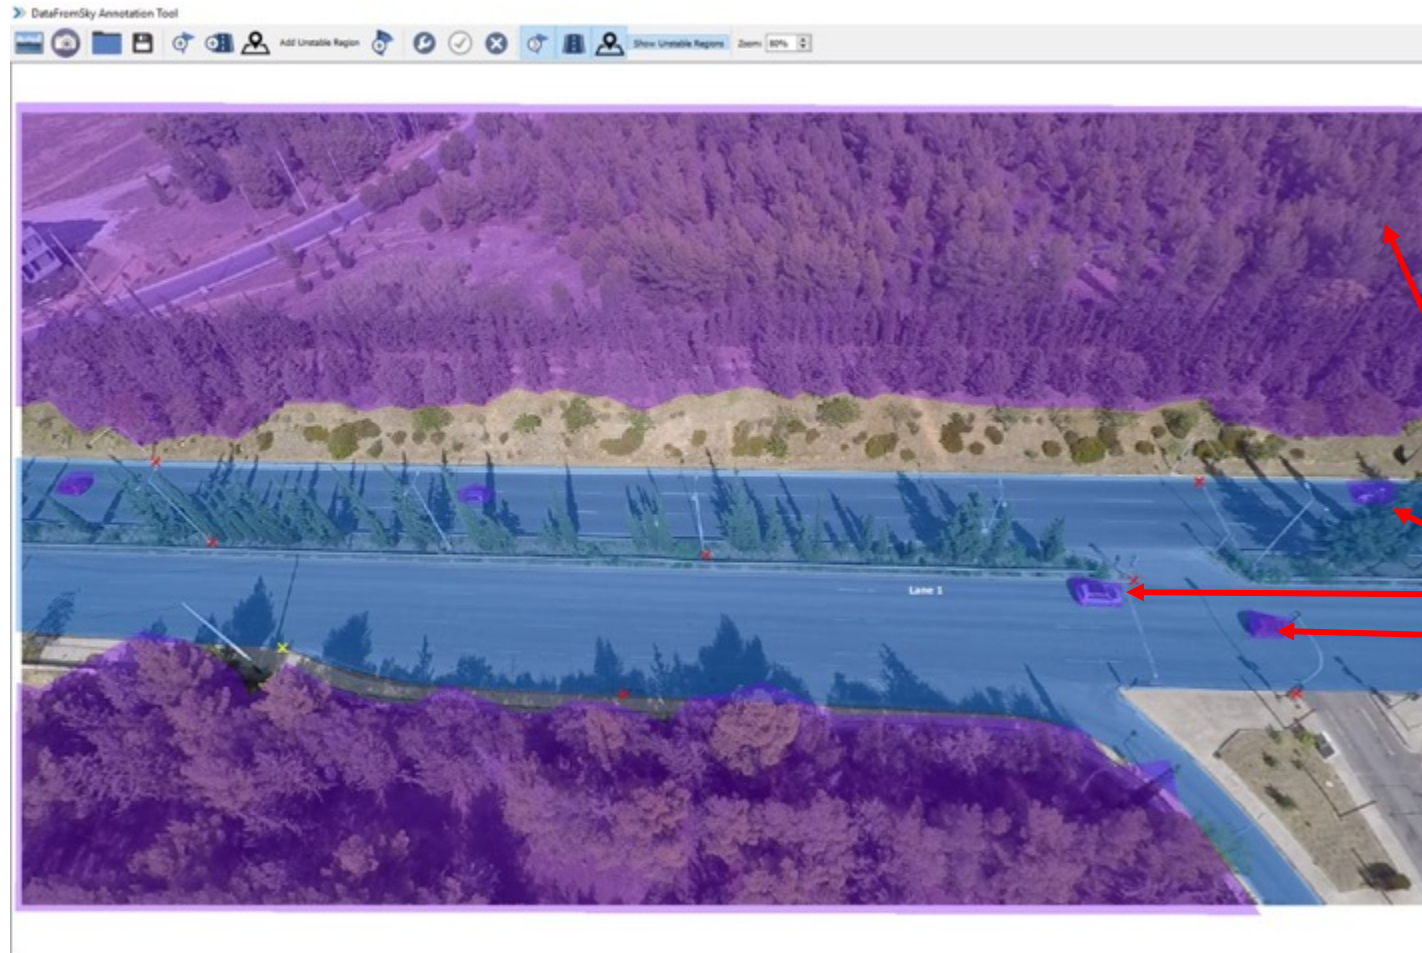 DataFromSky Annotation Tool
Add Unstable Region
Show Unstable Regions
Zoom: 80%
Lane 1